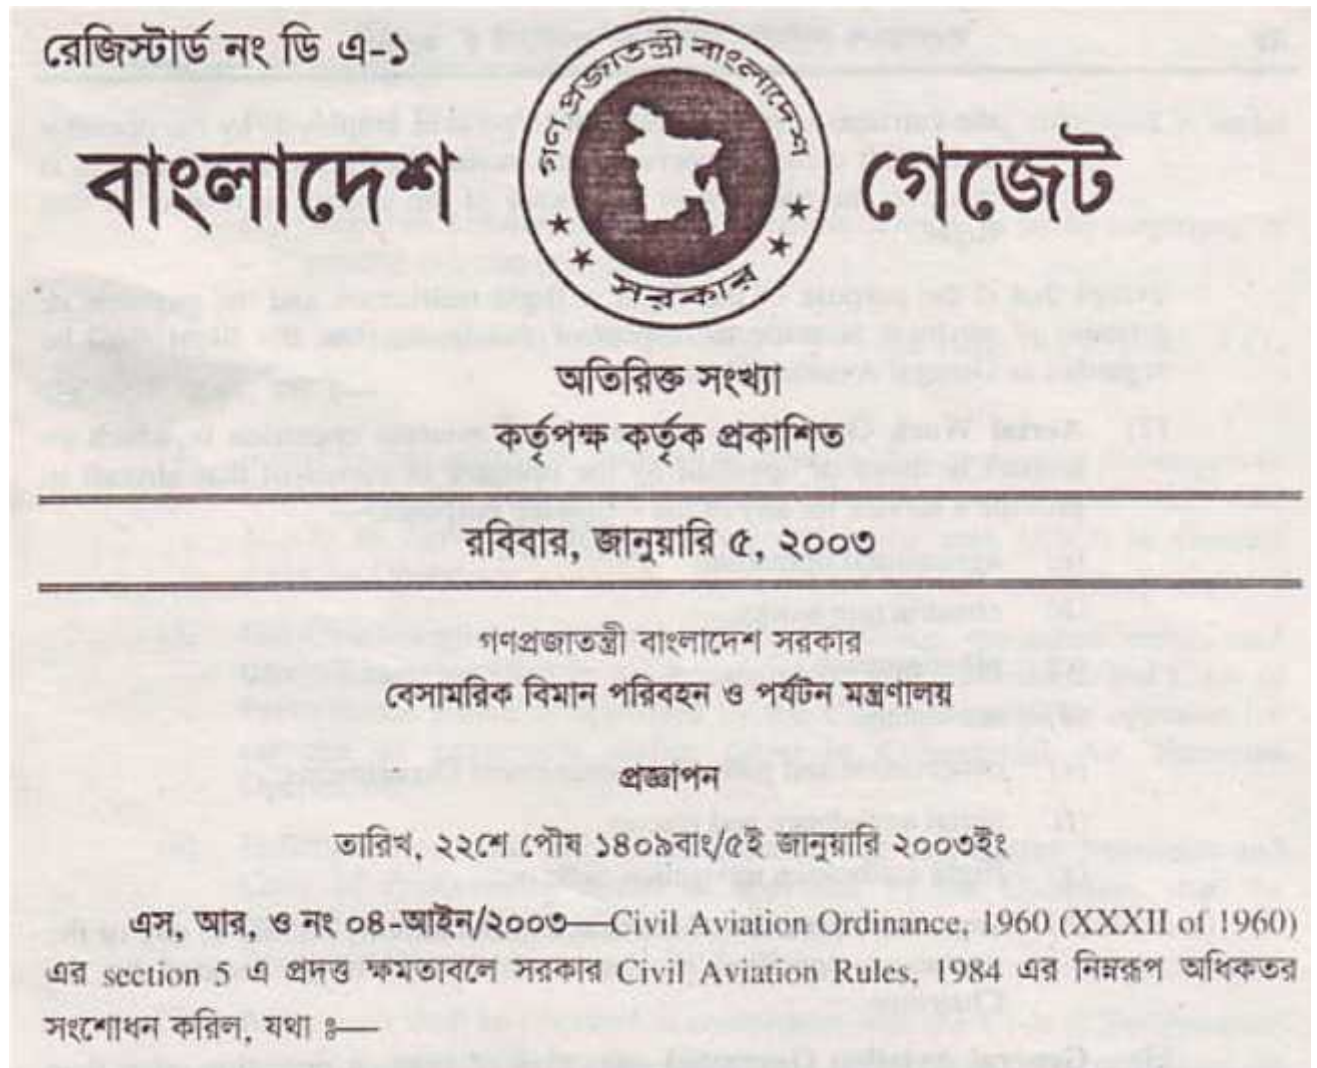 রেজিস্টার্ড নং ডি এ-১
গণ প্রজাতন্ত্রী বাংলাদেশ
সরকার
বাংলাদেশ গেজেট
অতিরিক্ত সংখ্যা
কর্তৃপক্ষ কর্তৃক প্রকাশিত
রবিবার, জানুয়ারি ৫, ২০০৩
গণপ্রজাতন্ত্রী বাংলাদেশ সরকার
বেসামরিক বিমান পরিবহন ও পর্যটন মন্ত্রণালয়
প্রজ্ঞাপন
তারিখ, ২২শে পৌষ ১৪০৯বাং/৫ই জানুয়ারি ২০০৩ইং
এস, আর, ও নং ০৪-আইন/২০০৩—Civil Aviation Ordinance, 1960 (XXXII of 1960)
এর section 5 এ প্রদত্ত ক্ষমতাবলে সরকার Civil Aviation Rules, 1984 এর নিম্নরূপ অধিকতর
সংশোধন করিল, যথা ঃ—